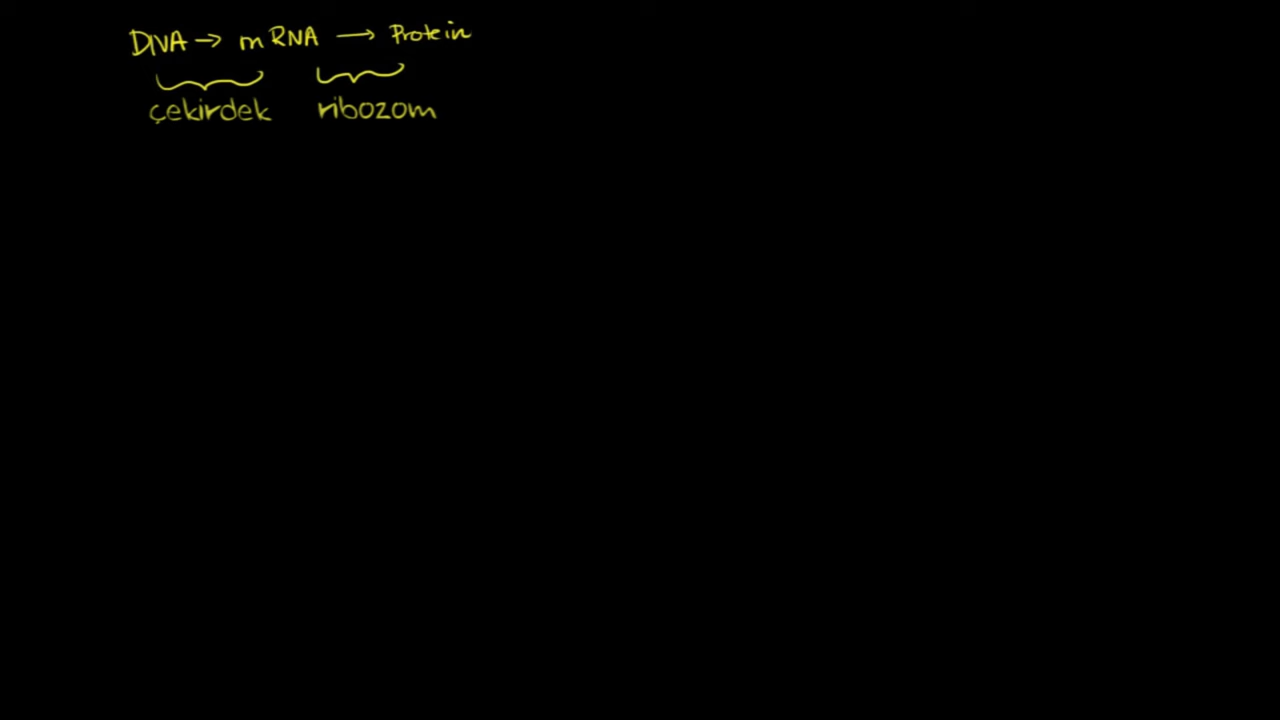 DNA → mRNA → Protein
çekirdek ribozom